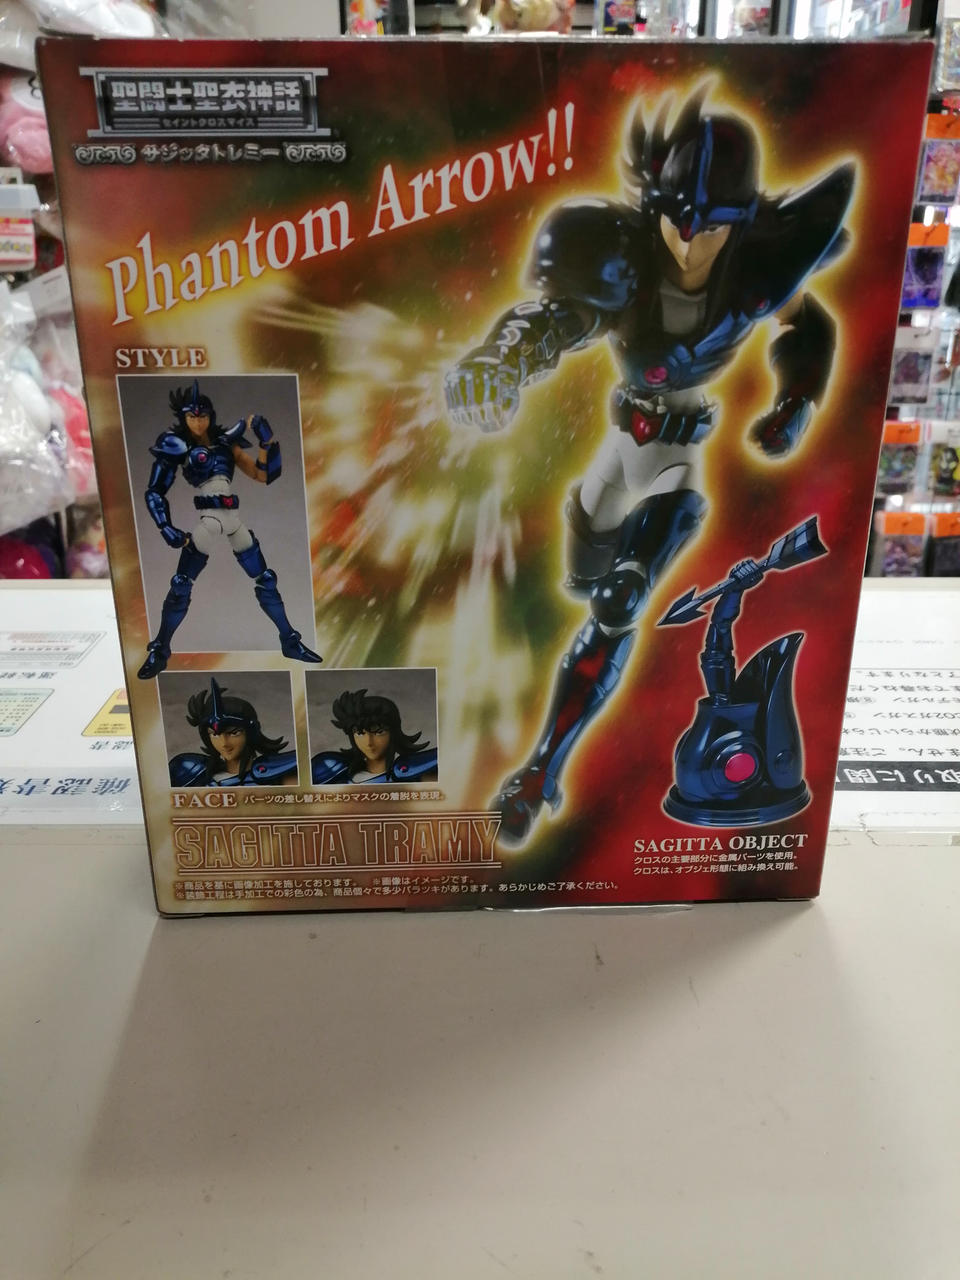 聖闘士聖衣神話
セイントクロスマイス
サジッタトレミー
Phantom Arrow!!
STYLE
FACE パーツの差し替えによりマスクの着脱を表現。
SAGITTA TRAMY
※商品を基に画像加工を施しております。 ※画像はイメージです。
※装飾工程は手加工での彩色の為、商品個々で多少バラツキがあります。あらかじめご了承ください。
SAGITTA OBJECT
クロスの主要部分に金属パーツを使用。
クロスは、オブジェ形態に組み換え可能。